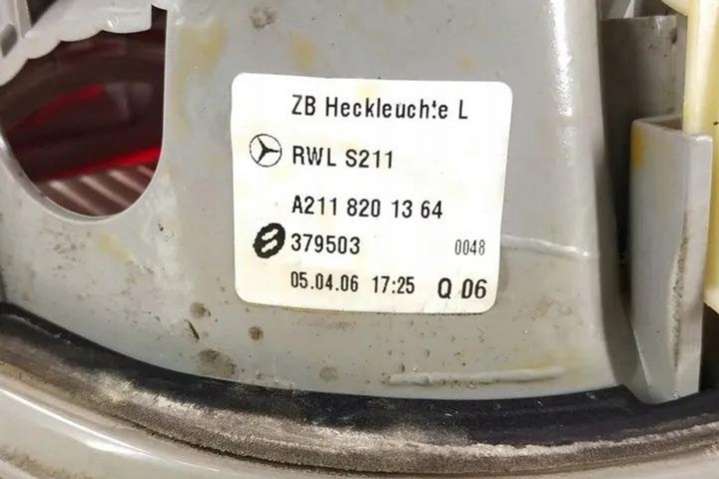 ZB Heckleuchte L
RWL S211
A211 820 13 64
379503 0048
05.04.06 17:25 Q 06